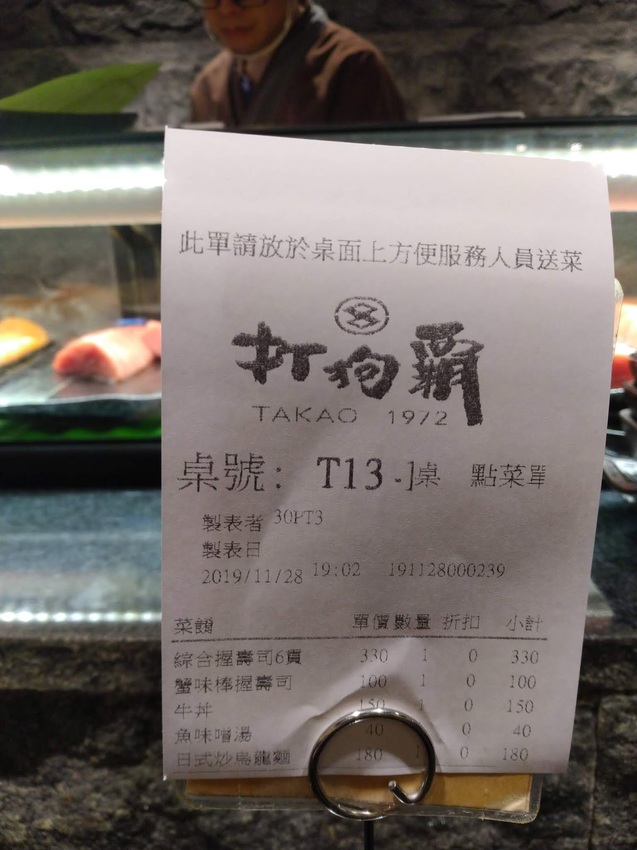 此單請放於桌面上方便服務人員送菜
打狗霸
TAKAO 1972
桌號: T13 -1桌 點菜單
製表者 30PT3
製表日
2019/11/28 19:02 191128000239
菜餚 單價 數量 折扣 小計
綜合握壽司6貫 330 1 0 330
蟹味棒握壽司 100 1 0 100
牛丼 150 1 0 150
魚味噌湯 40 0 40
日式炒烏龍麵 180 1 0 180